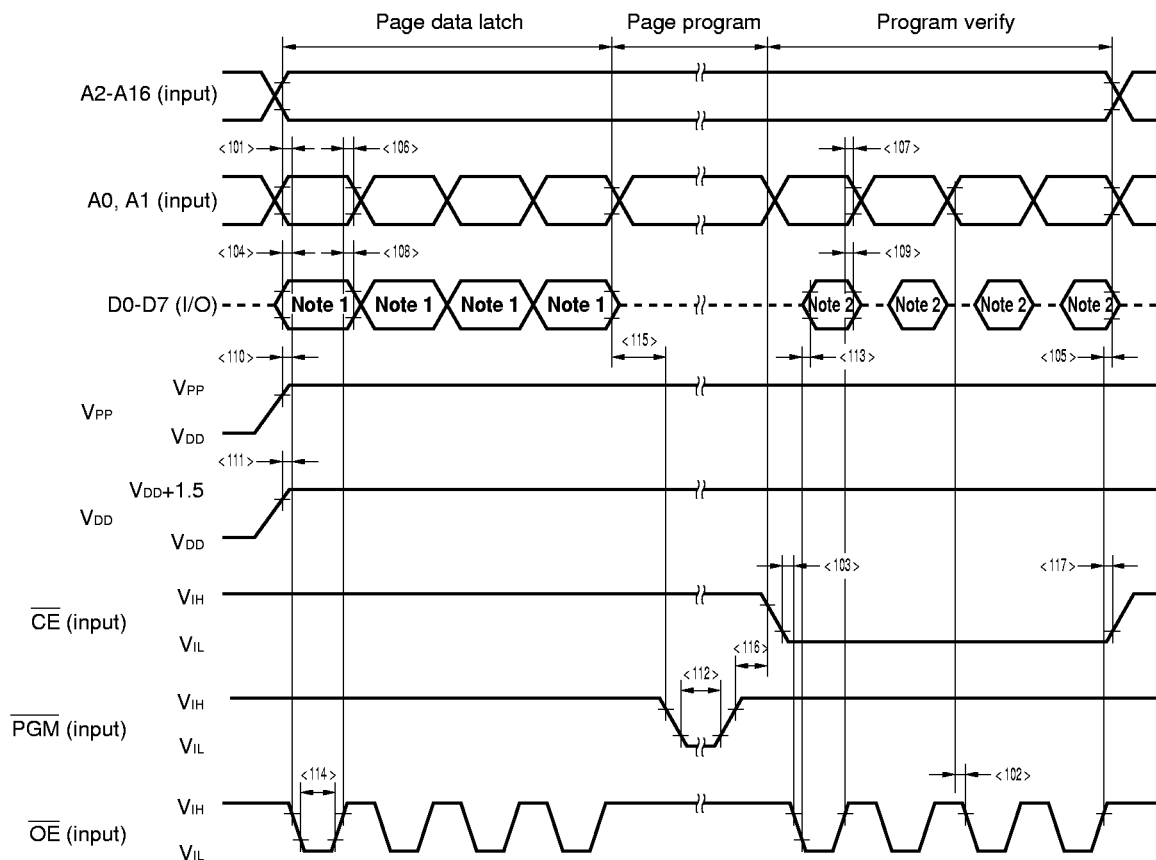 Page data latch Page program Program verify
A2-A16 (input)
<101> <106> <107>
A0, A1 (input)
<104> <108> <109>
D0-D7 (I/O) Note 1 Note 1 Note 1 Note 1 Note 2 Note 2 Note 2 Note 2
<110> <115> <113> <105>
VPP
VPP
VDD
<111>
VDD+1.5
VDD
VDD
<103> <117>
VIH
CE (input)
VIL
<116>
<112>
VIH
PGM (input)
VIL
<114> <102>
VIH
OE (input)
VIL